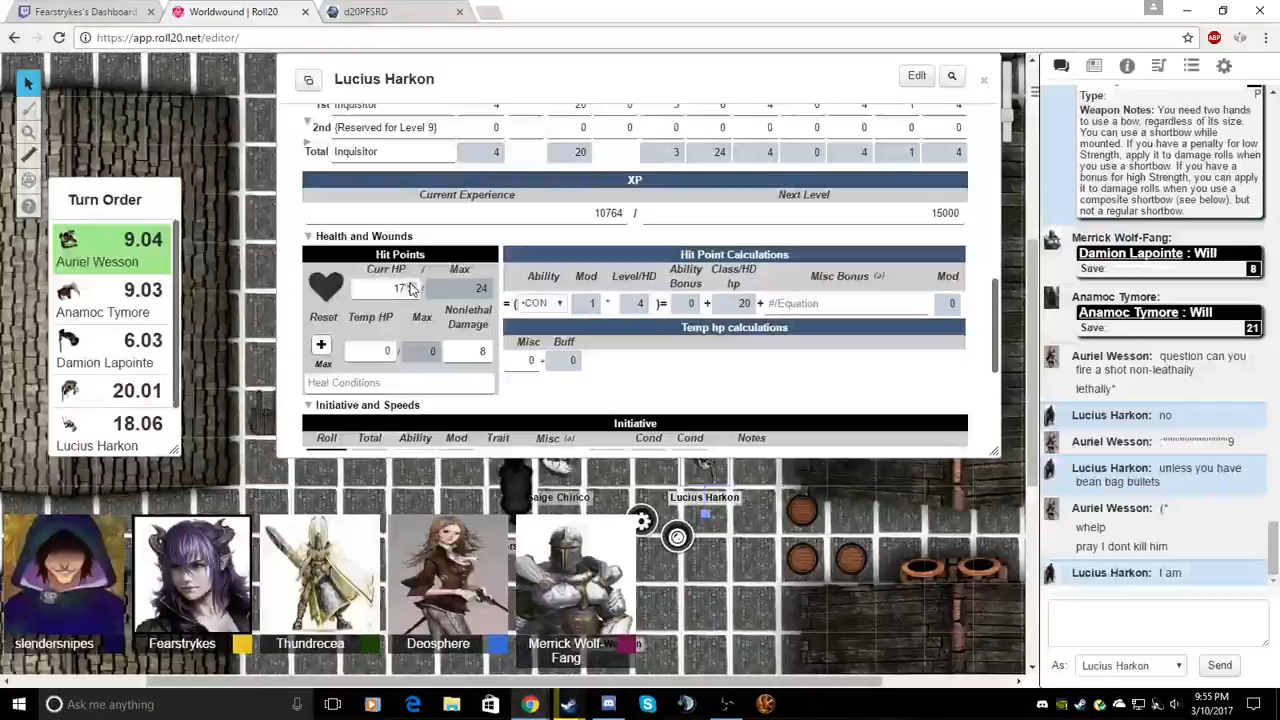 Fearstrykes's Dashboard
Worldwound | Roll20
d20PFSRD
https://app.roll20.net/editor/
Lucius Harkon
Edit
1st Inquisitor 4 20 0 3 6 4 0 4 1 4
2nd {Reserved for Level 9} 0 0 0 0 0 0 0 0 0
Total Inquisitor 4 20 3 24 4 0 4 1 4
XP
Current Experience Next Level
10764 / 15000
Health and Wounds
Hit Points
Curr HP / Max
17 / 24
Reset Temp HP Max Nonlethal Damage
0 / 0 8
Max
Heal Conditions
Hit Point Calculations
Ability Mod Level/HD Ability Bonus Class/HD hp Misc Bonus (a) Mod
= ( CON 1 * 4 )= 0 + 20 + #/Equation 0
Temp hp calculations
Misc Buff
0 + 0
Initiative and Speeds
Initiative
Roll Total Ability Mod Trait Misc (a) Cond Cond Notes
Turn Order
9.04
Auriel Wesson
9.03
Anamoc Tymore
6.03
Damion Lapointe
20.01
18.06
Lucius Harkon
Saige Chirico
Lucius Harkon
slendersnipes
Fearstrykes
Thundrecea
Deosphere
Merrick Wolf-
Fang
Type:
Weapon Notes: You need two hands
to use a bow, regardless of its size.
You can use a shortbow while
mounted. If you have a penalty for low
Strength, apply it to damage rolls when
you use a shortbow. If you have a
bonus for high Strength, you can apply
it to damage rolls when you use a
composite shortbow (see below), but
not a regular shortbow.
Merrick Wolf-Fang:
Damion Lapointe : Will
Save: 8
Anamoc Tymore:
Anamoc Tymore : Will
Save: 21
Auriel Wesson: question can you
fire a shot non-leathally
lethally*
Lucius Harkon: no
Lucius Harkon: unless you have
bean bag bullets
Auriel Wesson: (*
whelp
pray I dont kill him
Lucius Harkon: I am
As: Lucius Harkon
Send
Ask me anything
9:55 PM
3/10/2017